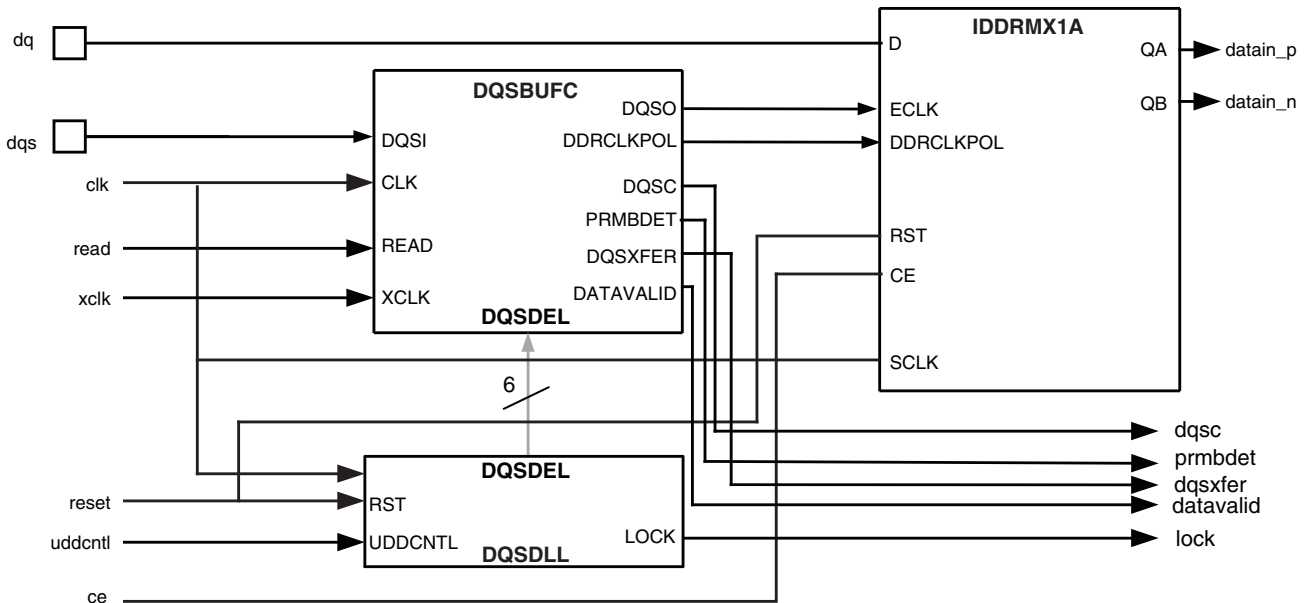 dq
dqs
clk
read
xclk
DQSBUFC
DQSI
CLK
READ
XCLK
DQSO
DDRCLKPOL
DQSC
PRMBDET
DQSXFER
DATAVALID
DQSDEL
IDDRMX1A
D
ECLK
DDRCLKPOL
RST
CE
SCLK
QA
QB
datain_p
datain_n
6
reset
uddcntl
ce
DQSDEL
RST
UDDCNTL
LOCK
DQSDLL
dqsc
prmbdet
dqsxfer
datavalid
lock